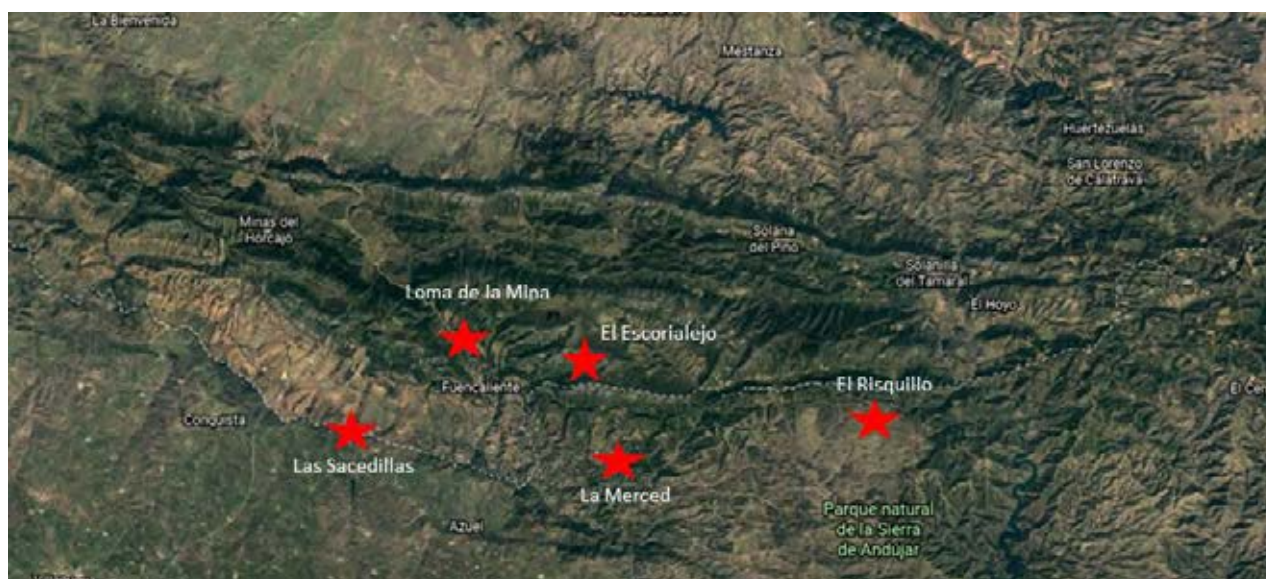 La Bienvenida
Mestanza
Huertezuelas
San Lorenzo
de Calatrava
Minas del
Horcajo
Solana
del Pino
Solanilla
del Tamaral
El Hoyo
Loma de la Mina
El Escorialejo
Fuencaliente
El Risquillo
Conquista
Las Sacedillas
La Merced
Azuel
Parque natural
de la Sierra
de Andújar